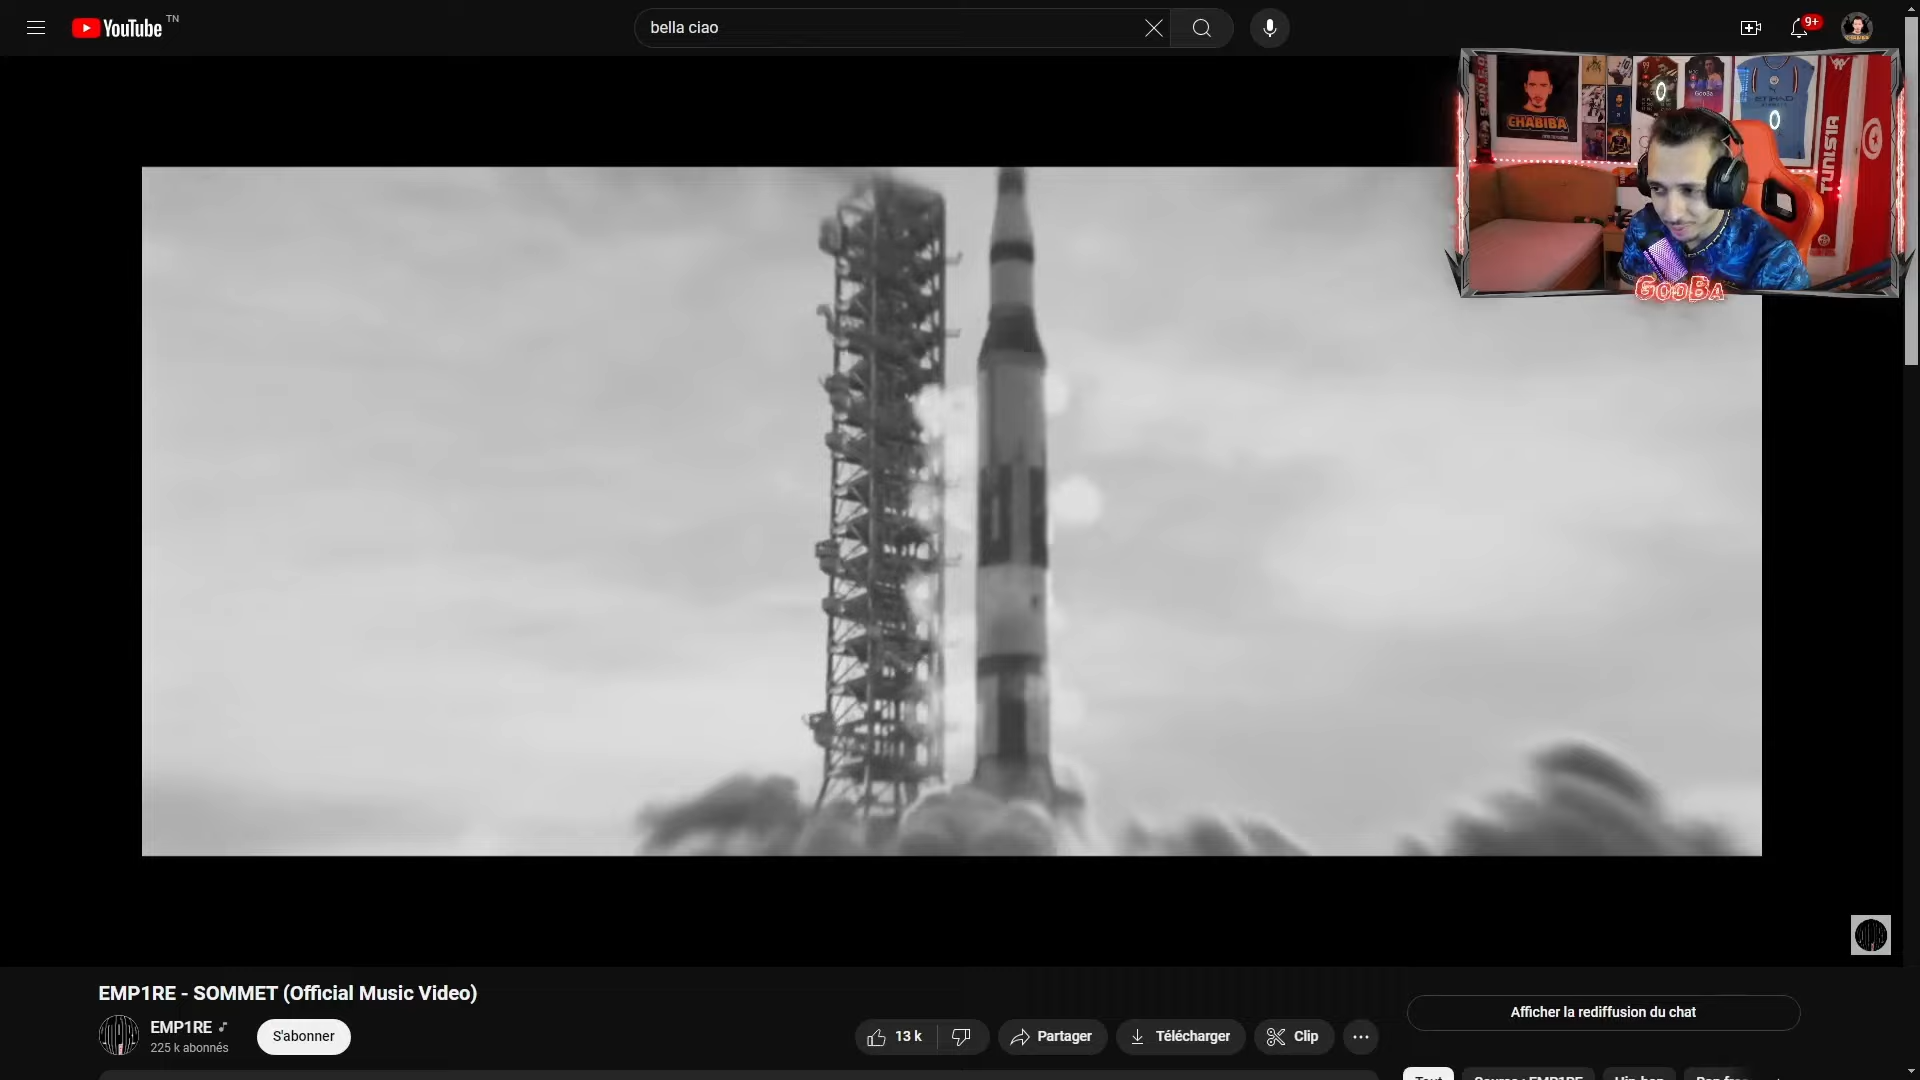 YouTube TN
bella ciao
9+
CHABIBA
ETIHAD
TUNISIA
GooBa
EMP1RE - SOMMET (Official Music Video)
EMP1RE
225 k abonnés
S'abonner
13 k
Partager
Télécharger
Clip
Afficher la rediffusion du chat